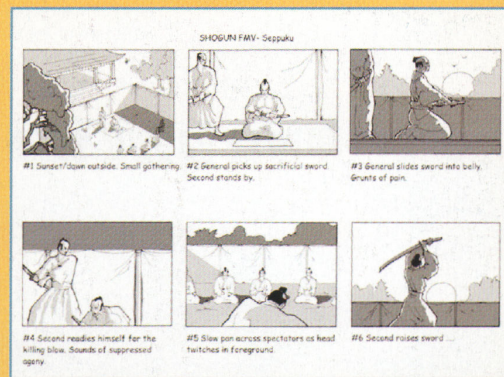 SHOGUN FMV- Seppuku
#1 Sunset/dawn outside. Small gathering.
#2 General picks up sacrificial sword.
Second stands by.
#3 General slides sword into belly.
Grunts of pain.
#4 Second readies himself for the
killing blow. Sounds of suppressed
agony.
#5 Slow pan across spectators as head
twitches in foreground.
#6 Second raises sword ...